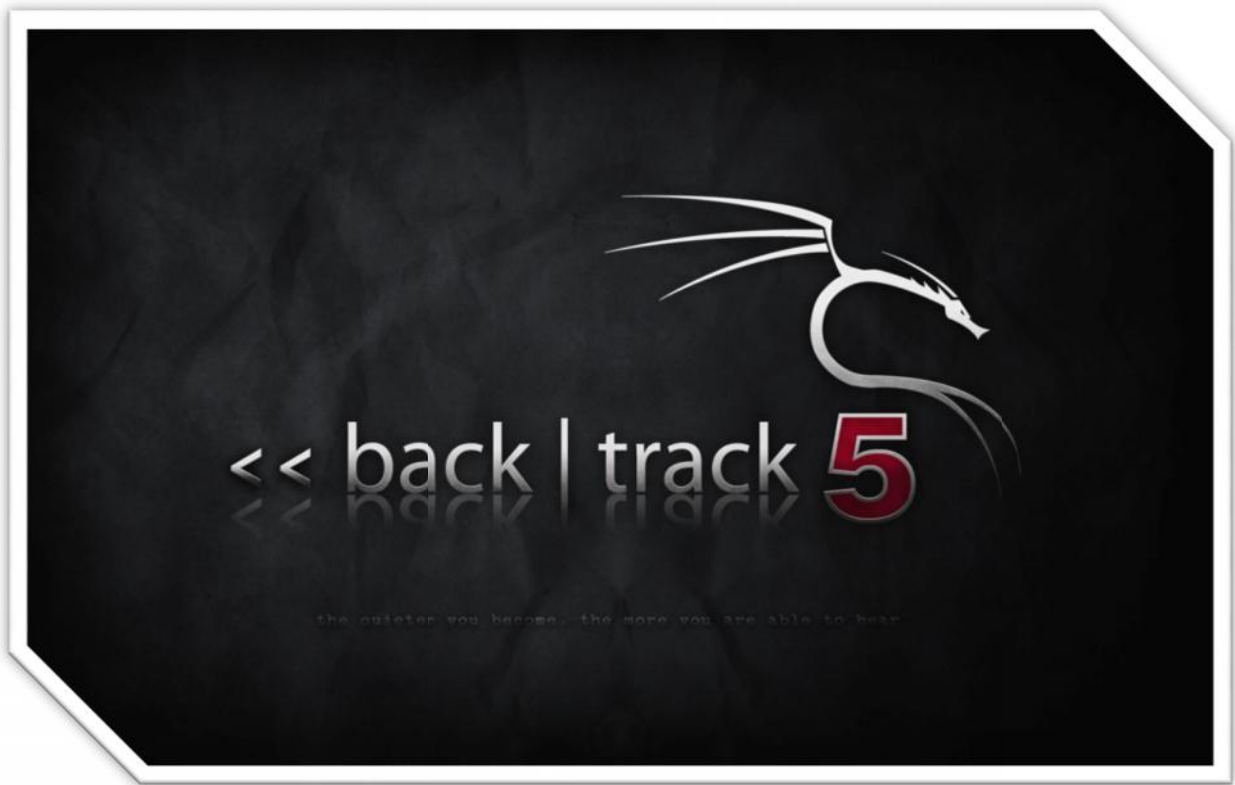 << back | track 5
the quieter you become, the more you are able to hear